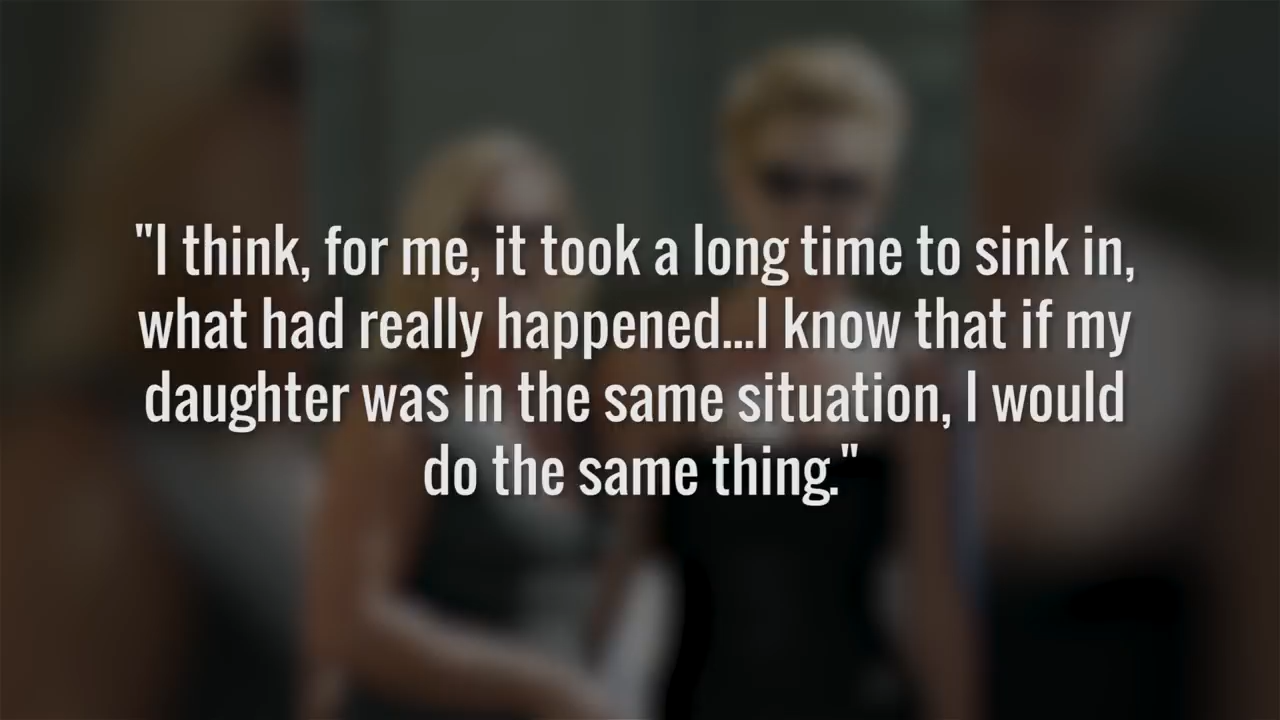 "I think, for me, it took a long time to sink in,
what had really happened...I know that if my
daughter was in the same situation, I would
do the same thing."